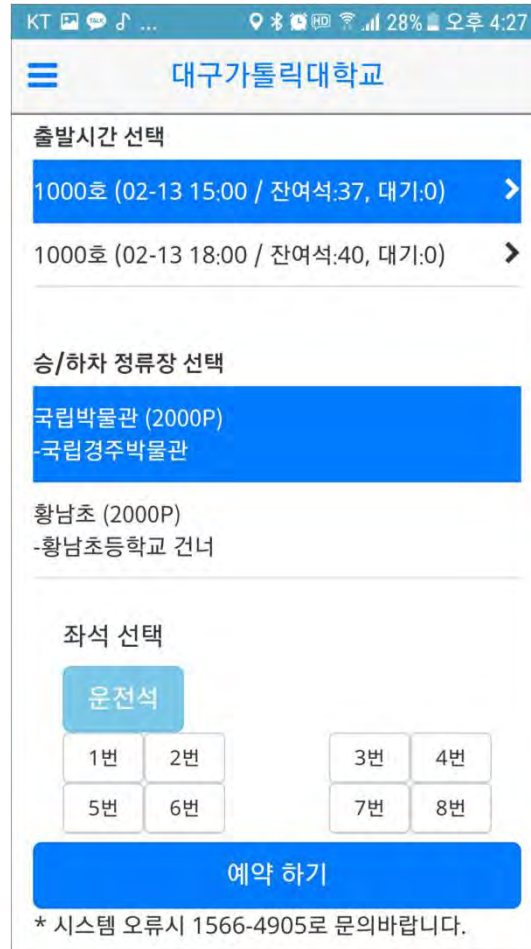 KT ... HD 28% 오후 4:27
대구가톨릭대학교
출발시간 선택
1000호 (02-13 15:00 / 잔여석:37, 대기:0)
1000호 (02-13 18:00 / 잔여석:40, 대기:0)
승/하차 정류장 선택
국립박물관 (2000P)
-국립경주박물관
황남초 (2000P)
-황남초등학교 건너
좌석 선택
운전석
1번 2번 3번 4번
5번 6번 7번 8번
예약 하기
* 시스템 오류시 1566-4905로 문의바랍니다.